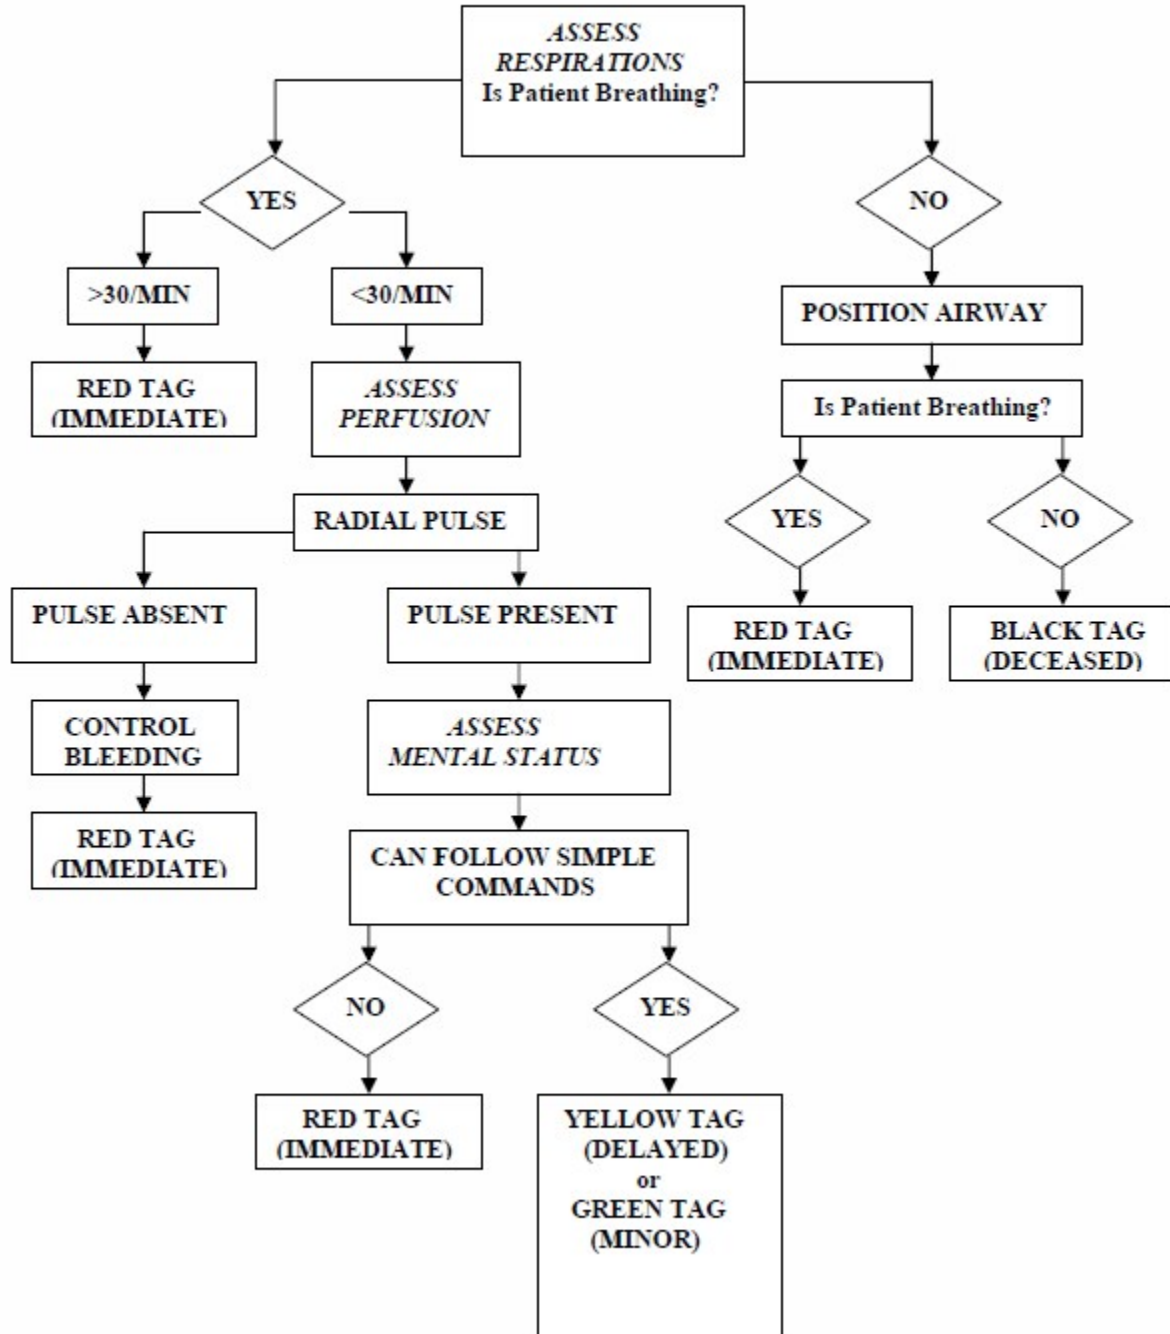 ASSESS
RESPIRATIONS
Is Patient Breathing?
YES
NO
>30/MIN
<30/MIN
POSITION AIRWAY
RED TAG
(IMMEDIATE)
ASSESS
PERFUSION
Is Patient Breathing?
RADIAL PULSE
YES
NO
PULSE ABSENT
PULSE PRESENT
RED TAG
(IMMEDIATE)
BLACK TAG
(DECEASED)
CONTROL
BLEEDING
ASSESS
MENTAL STATUS
RED TAG
(IMMEDIATE)
CAN FOLLOW SIMPLE
COMMANDS
NO
YES
RED TAG
(IMMEDIATE)
YELLOW TAG
(DELAYED)
or
GREEN TAG
(MINOR)